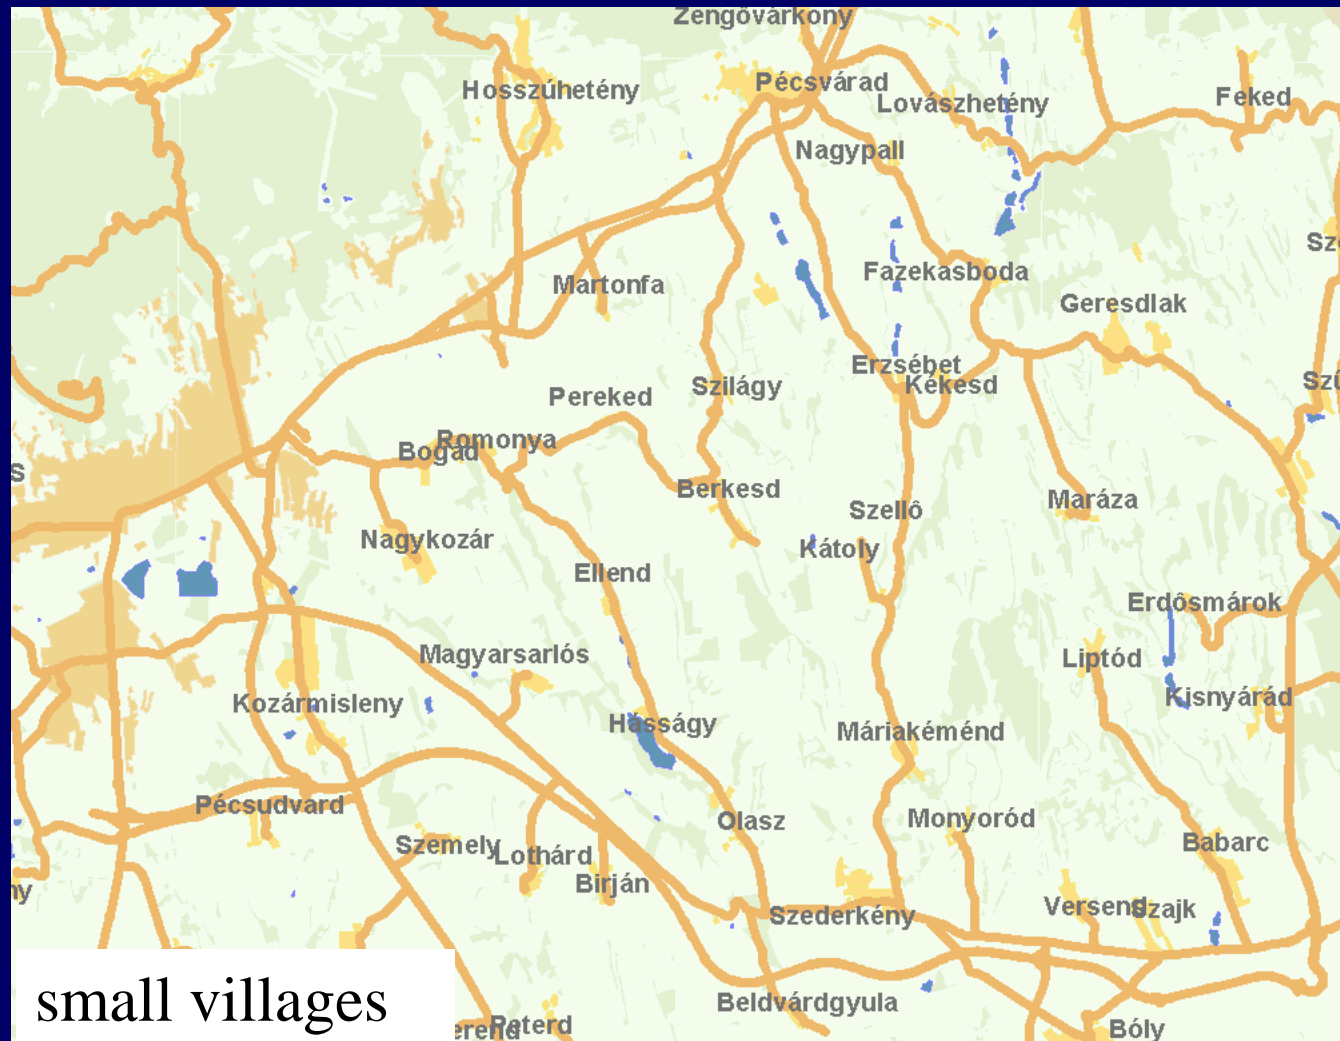 Zengővárkony
Hosszúhetény
Pécsvárad
Lovászhetény
Feked
Nagypall
Fazekasboda
Martonfa
Geresdlak
Erzsébet
Kékesd
Szilágy
Pereked
Romonya
Bogád
Berkesd
Maráza
Szellô
Nagykozár
Kátoly
Ellend
Erdôsmárok
Magyarsarlós
Liptód
Kisnyárád
Kozármisleny
Hásságy
Máriakéménd
Pécsudvard
Olasz
Monyoród
Szemely
Lothárd
Babarc
Birján
Versend
Szajk
Szederkény
Beldvárdgyula
Peterd
Bóly
small villages